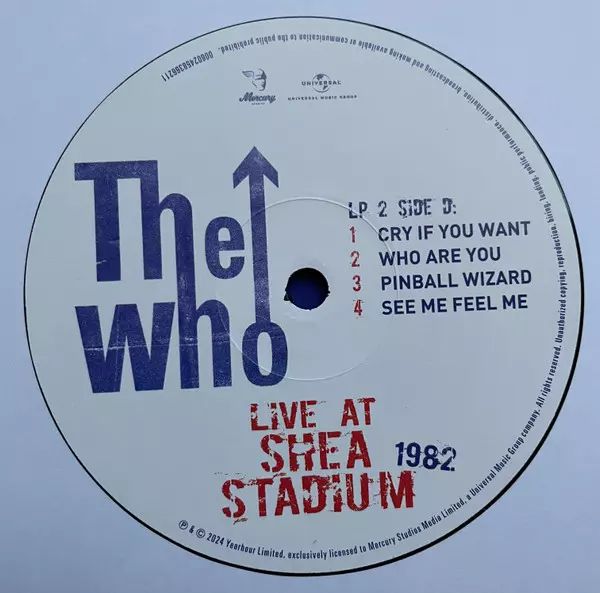 The
Who
LP 2 SIDE D:
1 CRY IF YOU WANT
2 WHO ARE YOU
3 PINBALL WIZARD
4 SEE ME FEEL ME
LIVE AT
SHEA
STADIUM
1982
Mercury
STUDIOS
UNIVERSAL
UNIVERSAL MUSIC GROUP
℗ & © 2024 Yearhour Limited, exclusively licensed to Mercury Studios Media Limited, a Universal Music Group company. All rights reserved. Unauthorized copying, reproduction, hiring, lending, public performance, distribution, broadcasting and making available or communication to the public prohibited. 00602468366211